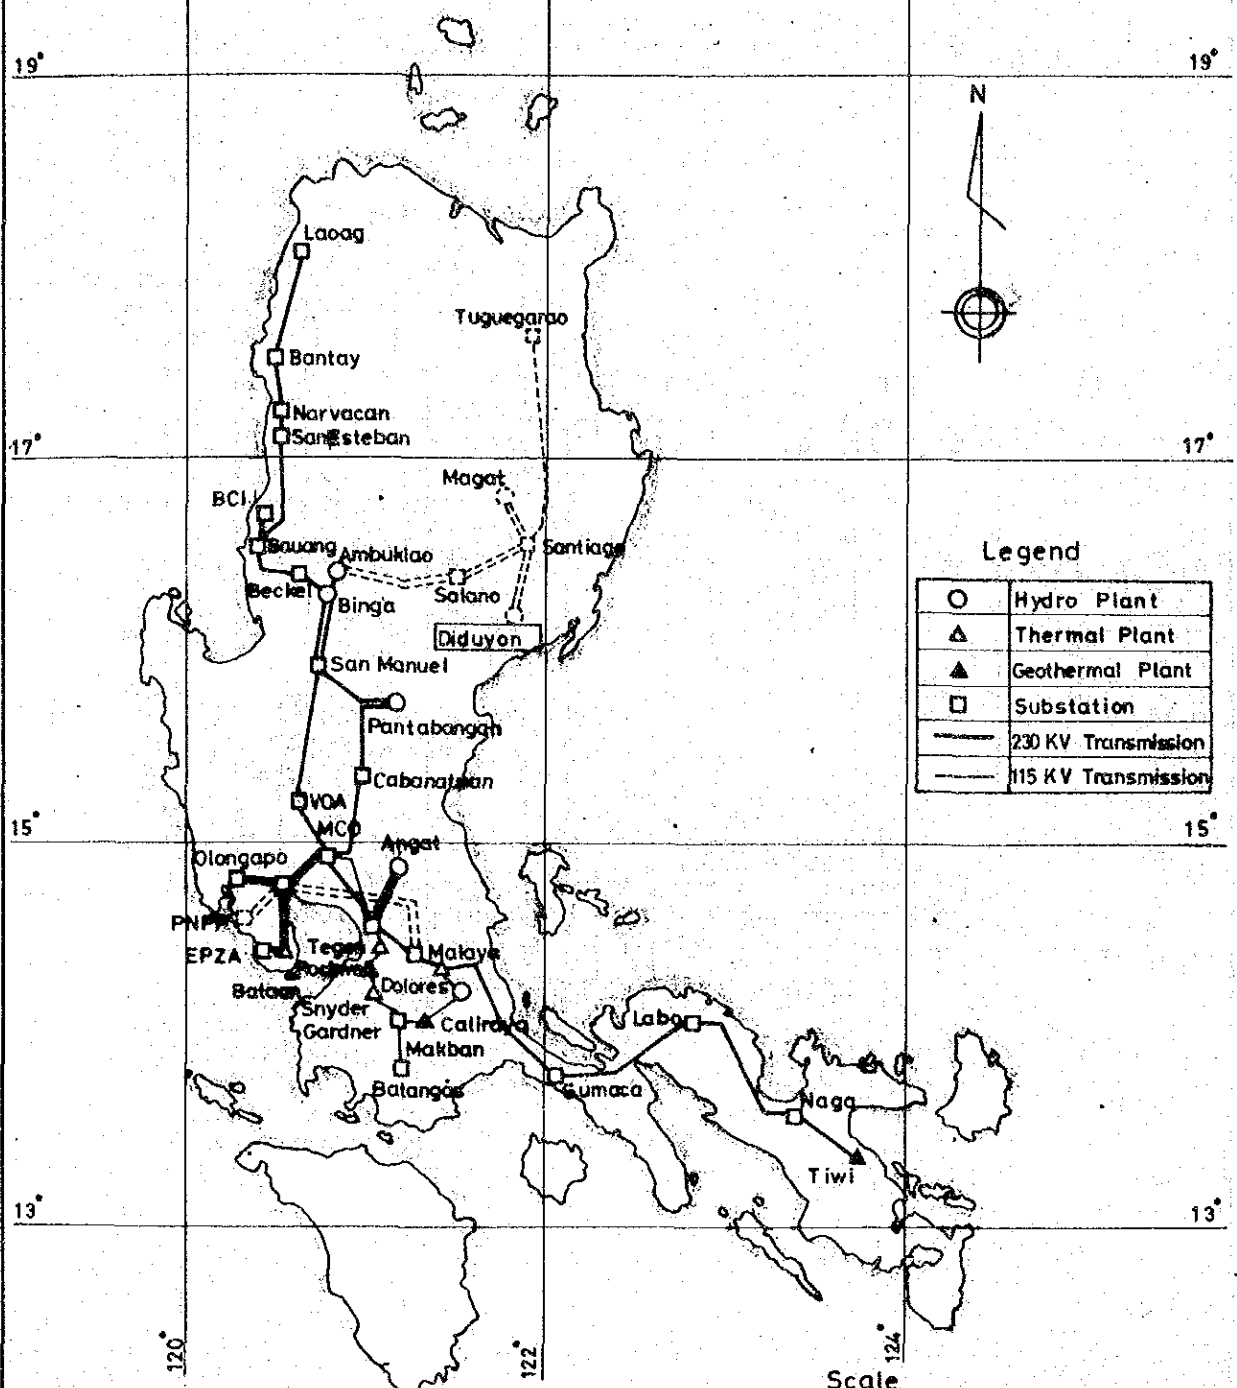 19°
19°
N
Laoag
Tuguegarao
Bantay
Narvacan
San Esteban
17°
17°
Magat
BCI
Bauang
Ambuklao
Santiago
Legend
Beckel
Binga
Solano
Hydro Plant
Diduyon
Thermal Plant
San Manuel
Geothermal Plant
Substation
Pantabangan
230 KV Transmission
Cabanatuan
115 KV Transmission
VOA
MCO
15°
15°
Angat
Olongapo
PNPP
EPZA
Tegen
Malaya
Rockwell
Bataan
Dolores
Snyder
Gardner
Caliraya
Labo
Makban
Batangas
Gumaca
Naga
Tiwi
13°
13°
120°
122°
124°
Scale